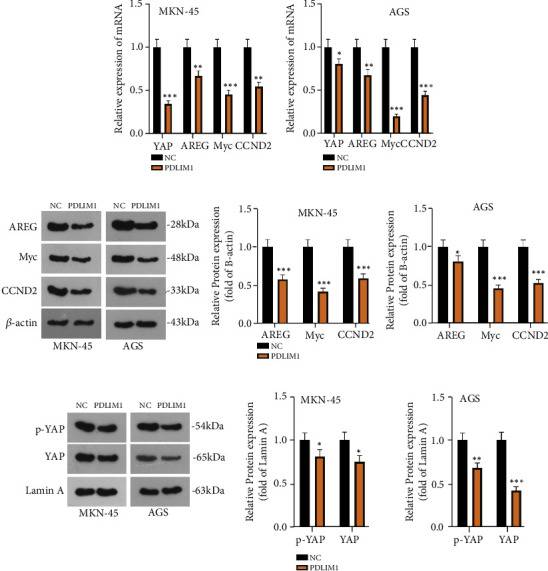 MKN-45
Relative expression of mRNA
1.5
1.0
0.5
0.0
***
**
***
**
YAP AREG Myc CCND2
NC
PDLIM1
AGS
Relative expression of mRNA
1.5
1.0
0.5
0.0
*
**
***
***
YAP AREG MycCCND2
NC
PDLIM1
NC PDLIM1 NC PDLIM1
AREG -28kDa
Myc -48kDa
CCND2 -33kDa
β-actin -43kDa
MKN-45 AGS
MKN-45
Relative Protein expression
(fold of B-actin)
1.5
1.0
0.5
0.0
***
***
***
AREG Myc CCND2
NC
PDLIM1
AGS
Relative Protein expression
(fold of B-actin)
1.5
1.0
0.5
0.0
*
***
***
AREG Myc CCND2
NC PDLIM1 NC PDLIM1
p-YAP -54kDa
YAP -65kDa
Lamin A -63kDa
MKN-45 AGS
MKN-45
Relative Protein expression
(fold of Lamin A)
1.5
1.0
0.5
0.0
*
*
p-YAP YAP
NC
PDLIM1
AGS
Relative Protein expression
(fold of Lamin A)
1.5
1.0
0.5
0.0
**
***
p-YAP YAP